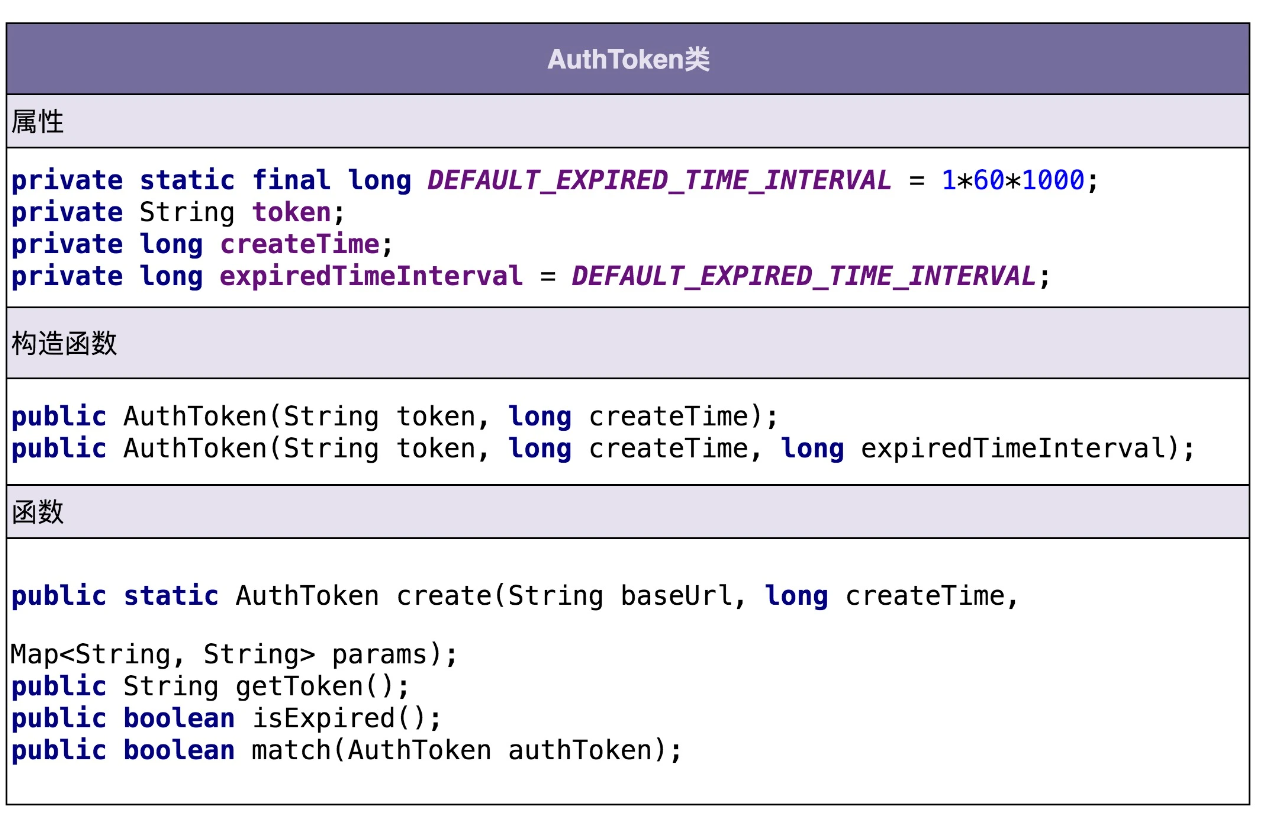 AuthToken类
属性
private static final long DEFAULT_EXPIRED_TIME_INTERVAL = 1*60*1000;
private String token;
private long createTime;
private long expiredTimeInterval = DEFAULT_EXPIRED_TIME_INTERVAL;
构造函数
public AuthToken(String token, long createTime);
public AuthToken(String token, long createTime, long expiredTimeInterval);
函数
public static AuthToken create(String baseUrl, long createTime,
Map<String, String> params);
public String getToken();
public boolean isExpired();
public boolean match(AuthToken authToken);